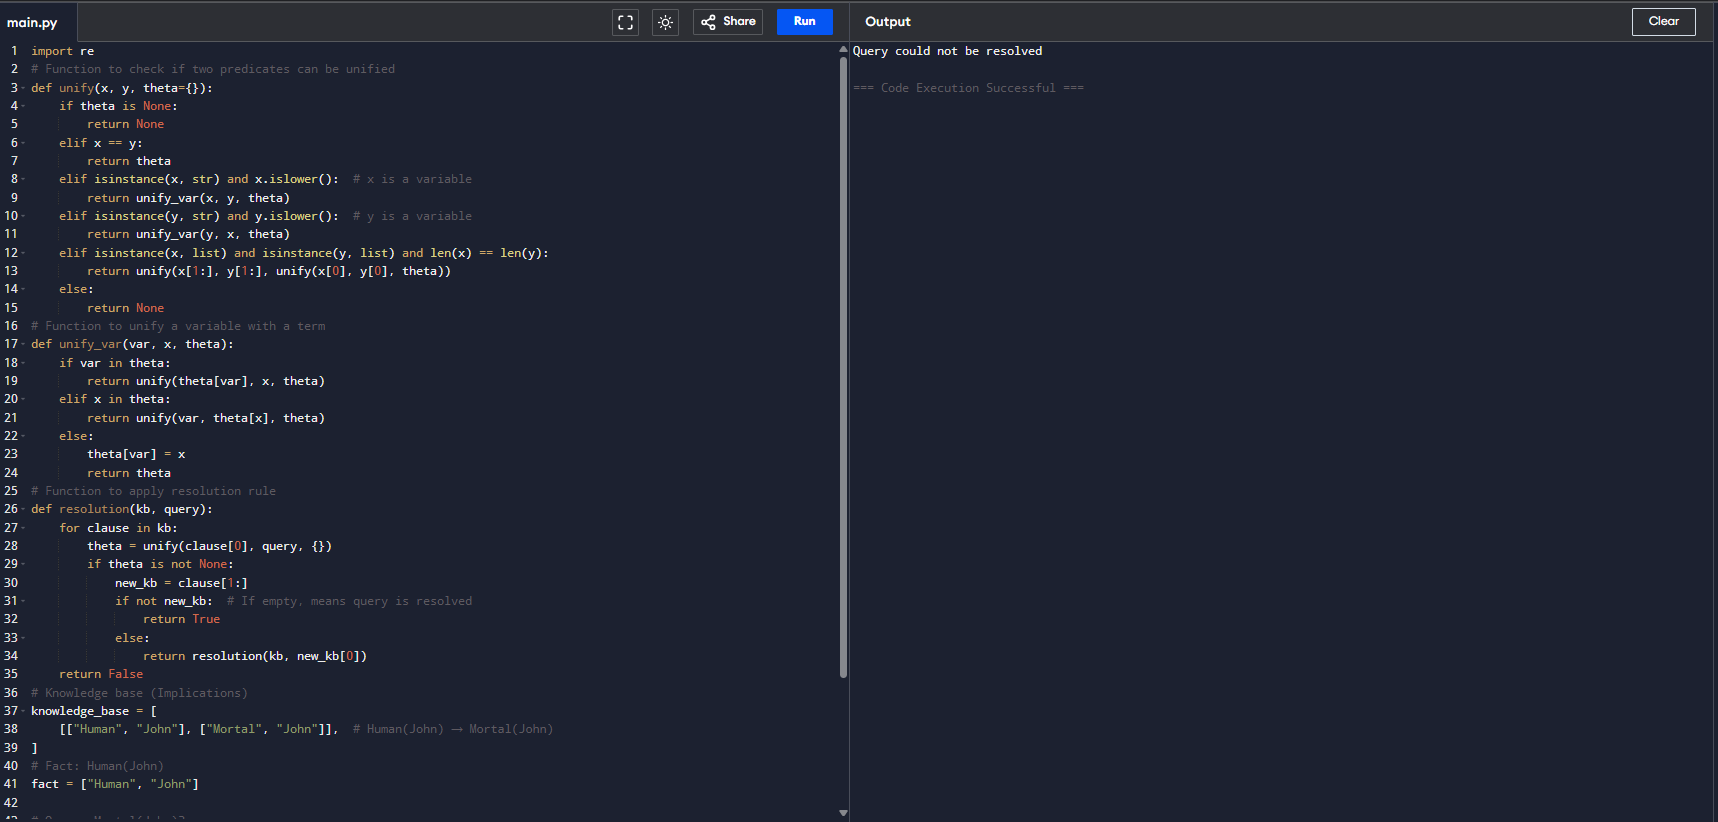 main.py
Share
Run
Output
Clear
1 import re
2 # Function to check if two predicates can be unified
3 def unify(x, y, theta={}):
4     if theta is None:
5         return None
6     elif x == y:
7         return theta
8     elif isinstance(x, str) and x.islower():  # x is a variable
9         return unify_var(x, y, theta)
10     elif isinstance(y, str) and y.islower():  # y is a variable
11         return unify_var(y, x, theta)
12     elif isinstance(x, list) and isinstance(y, list) and len(x) == len(y):
13         return unify(x[1:], y[1:], unify(x[0], y[0], theta))
14     else:
15         return None
16 # Function to unify a variable with a term
17 def unify_var(var, x, theta):
18     if var in theta:
19         return unify(theta[var], x, theta)
20     elif x in theta:
21         return unify(var, theta[x], theta)
22     else:
23         theta[var] = x
24         return theta
25 # Function to apply resolution rule
26 def resolution(kb, query):
27     for clause in kb:
28         theta = unify(clause[0], query, {})
29         if theta is not None:
30             new_kb = clause[1:]
31             if not new_kb:  # If empty, means query is resolved
32                 return True
33             else:
34                 return resolution(kb, new_kb[0])
35     return False
36 # Knowledge base (Implications)
37 knowledge_base = [
38     [["Human", "John"], ["Mortal", "John"]],  # Human(John) → Mortal(John)
39 ]
40 # Fact: Human(John)
41 fact = ["Human", "John"]
42
Query could not be resolved
=== Code Execution Successful ===